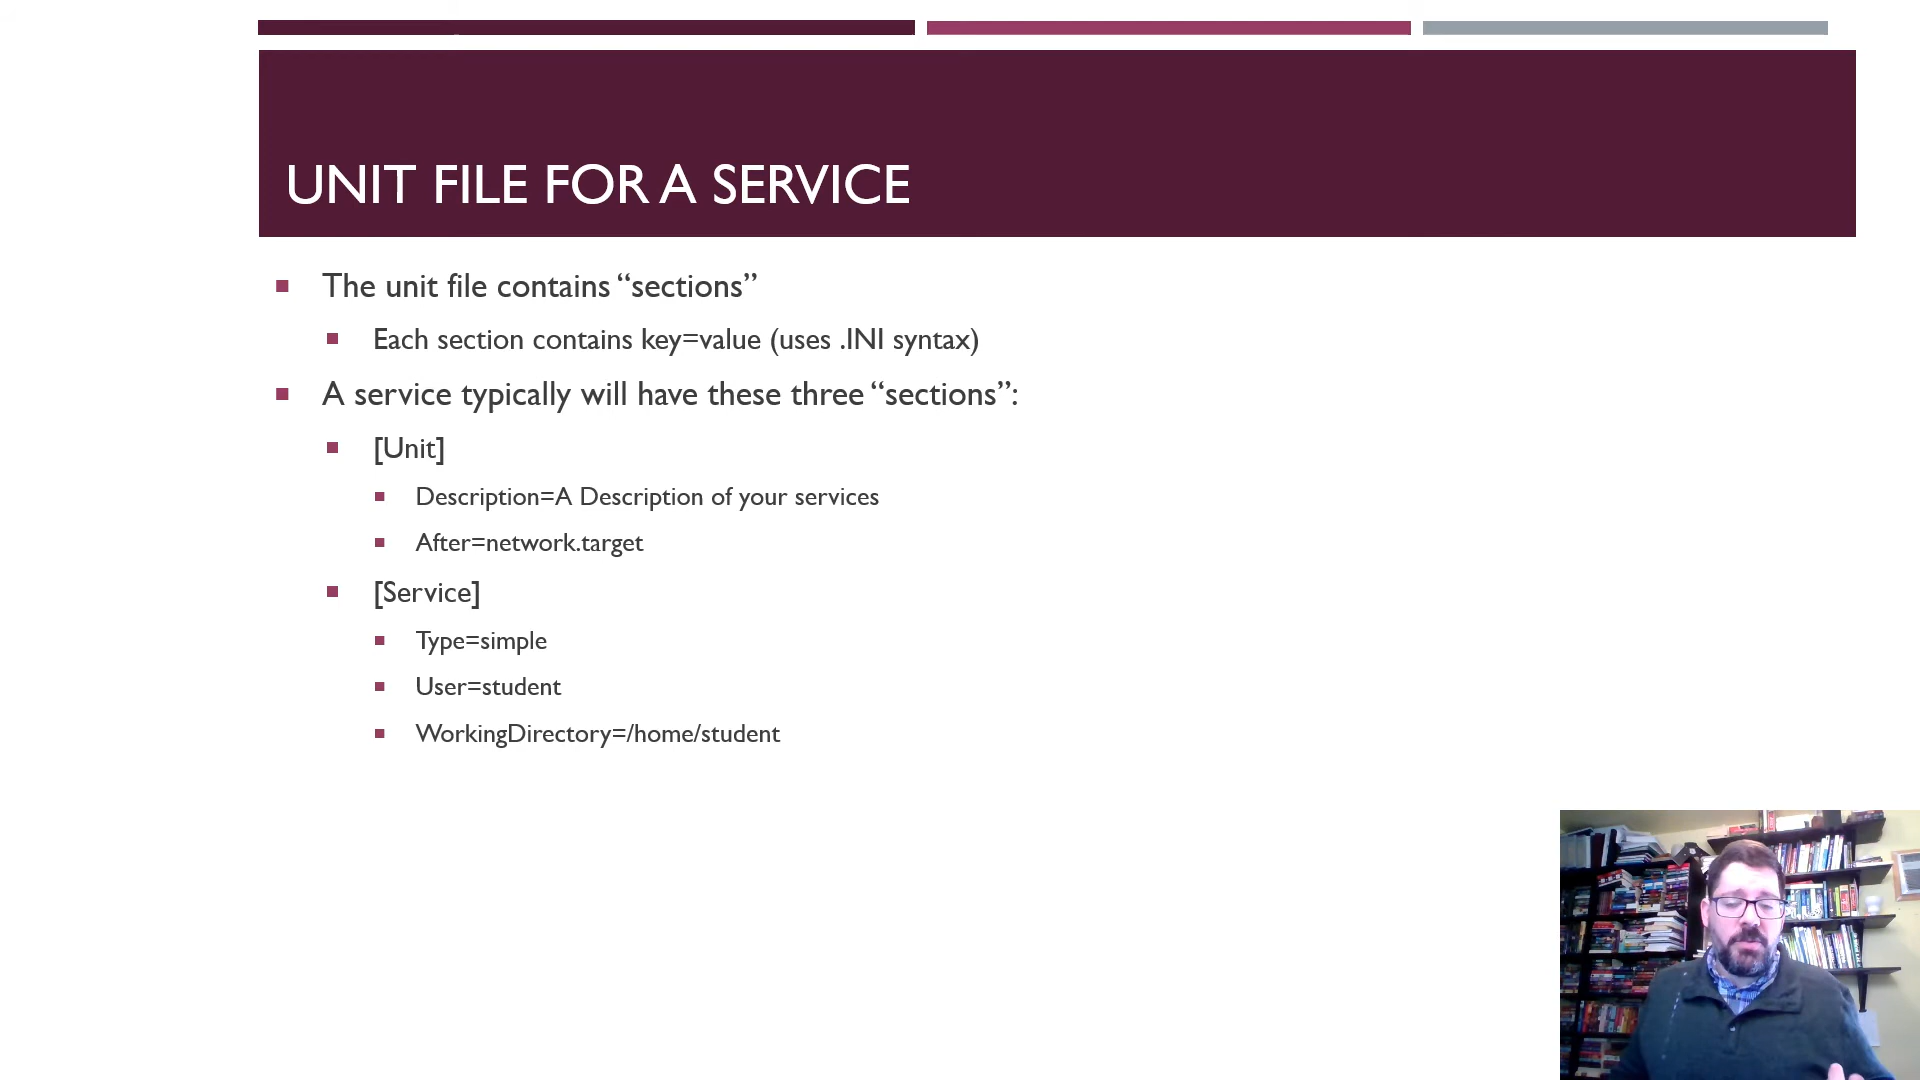 UNIT FILE FOR A SERVICE
The unit file contains “sections”
Each section contains key=value (uses .INI syntax)
A service typically will have these three “sections”:
[Unit]
Description=A Description of your services
After=network.target
[Service]
Type=simple
User=student
WorkingDirectory=/home/student